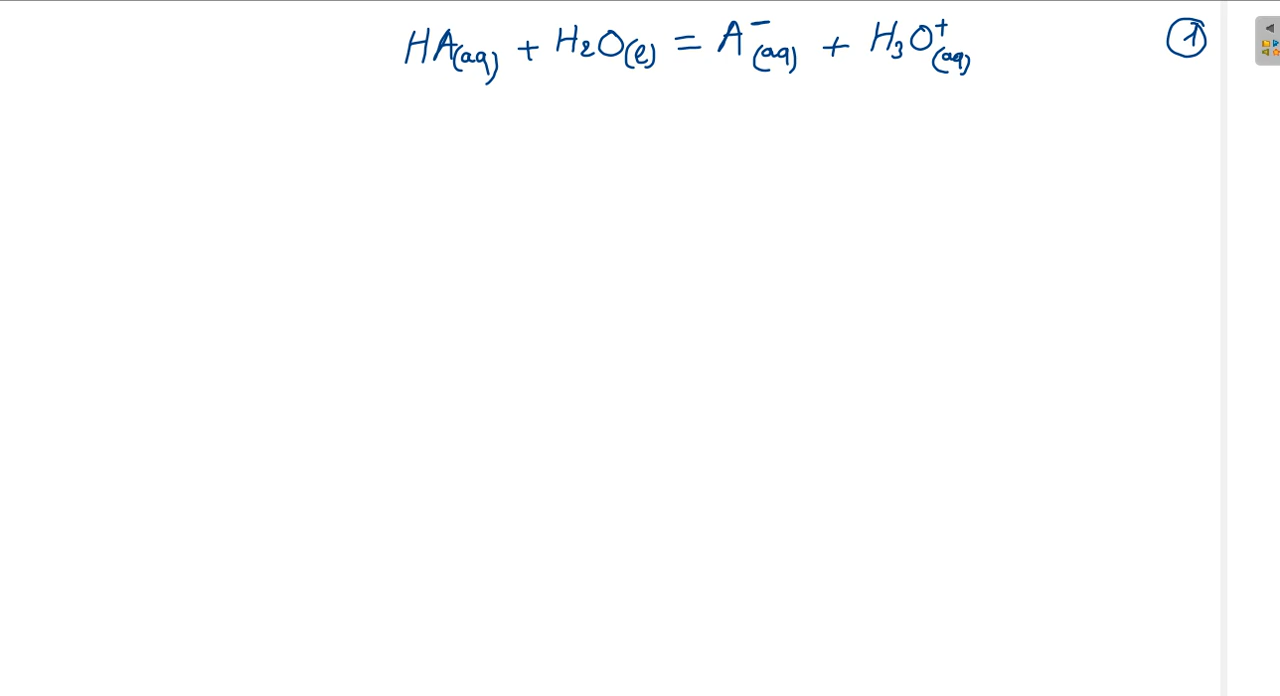 HA(aq) + H₂O(l) = A⁻(aq) + H₃O⁺(aq) ①